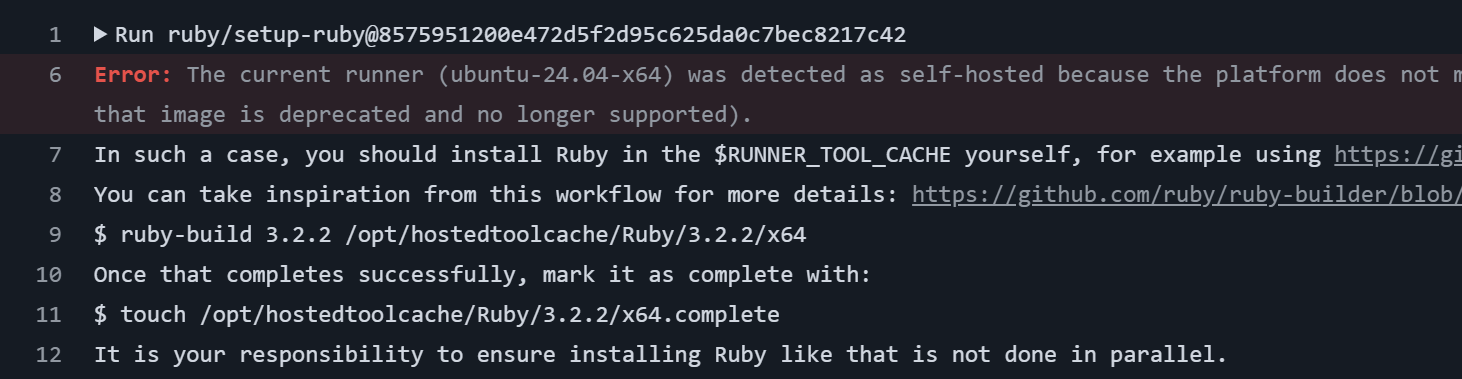 1 ▶ Run ruby/setup-ruby@8575951200e472d5f2d95c625da0c7bec8217c42
6 Error: The current runner (ubuntu-24.04-x64) was detected as self-hosted because the platform does not
that image is deprecated and no longer supported).
7 In such a case, you should install Ruby in the $RUNNER_TOOL_CACHE yourself, for example using https://gi
8 You can take inspiration from this workflow for more details: https://github.com/ruby/ruby-builder/blob/
9 $ ruby-build 3.2.2 /opt/hostedtoolcache/Ruby/3.2.2/x64
10 Once that completes successfully, mark it as complete with:
11 $ touch /opt/hostedtoolcache/Ruby/3.2.2/x64.complete
12 It is your responsibility to ensure installing Ruby like that is not done in parallel.